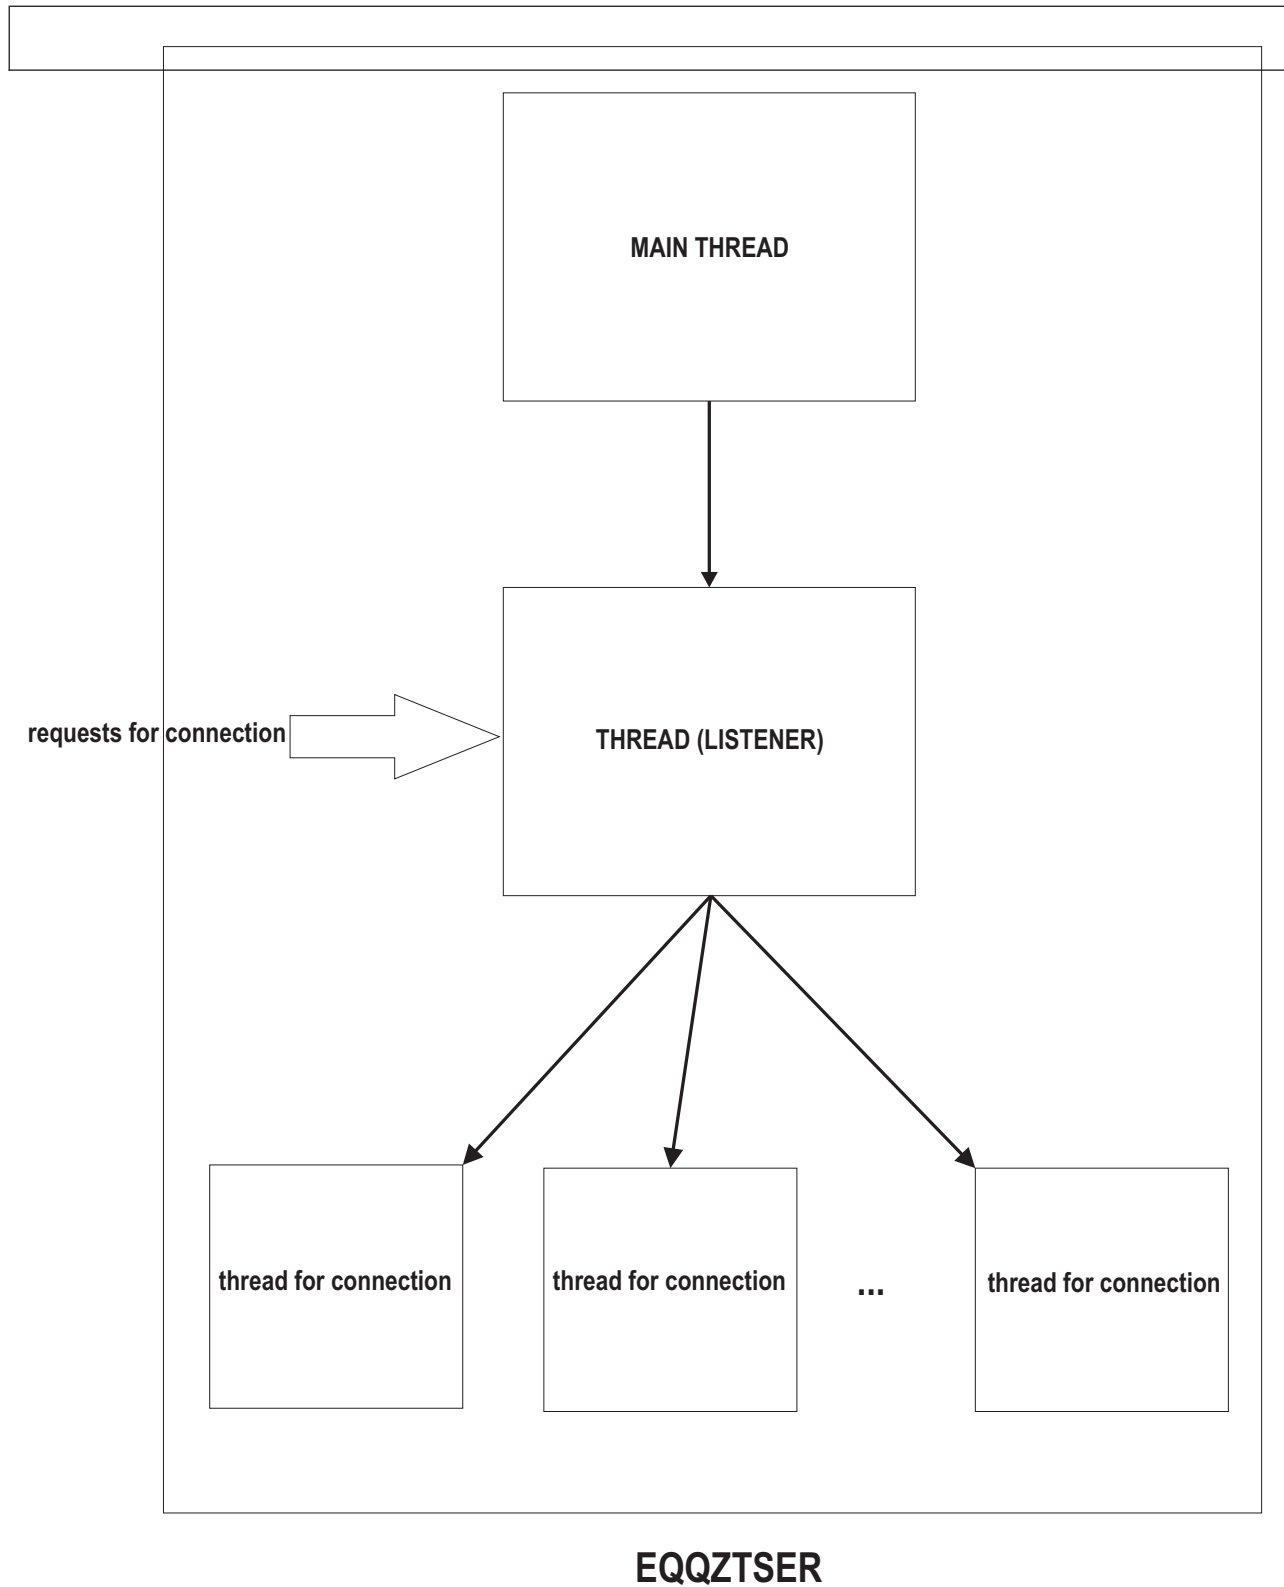 MAIN THREAD
requests for connection
THREAD (LISTENER)
thread for connection
thread for connection
...
thread for connection
EQQZTSER